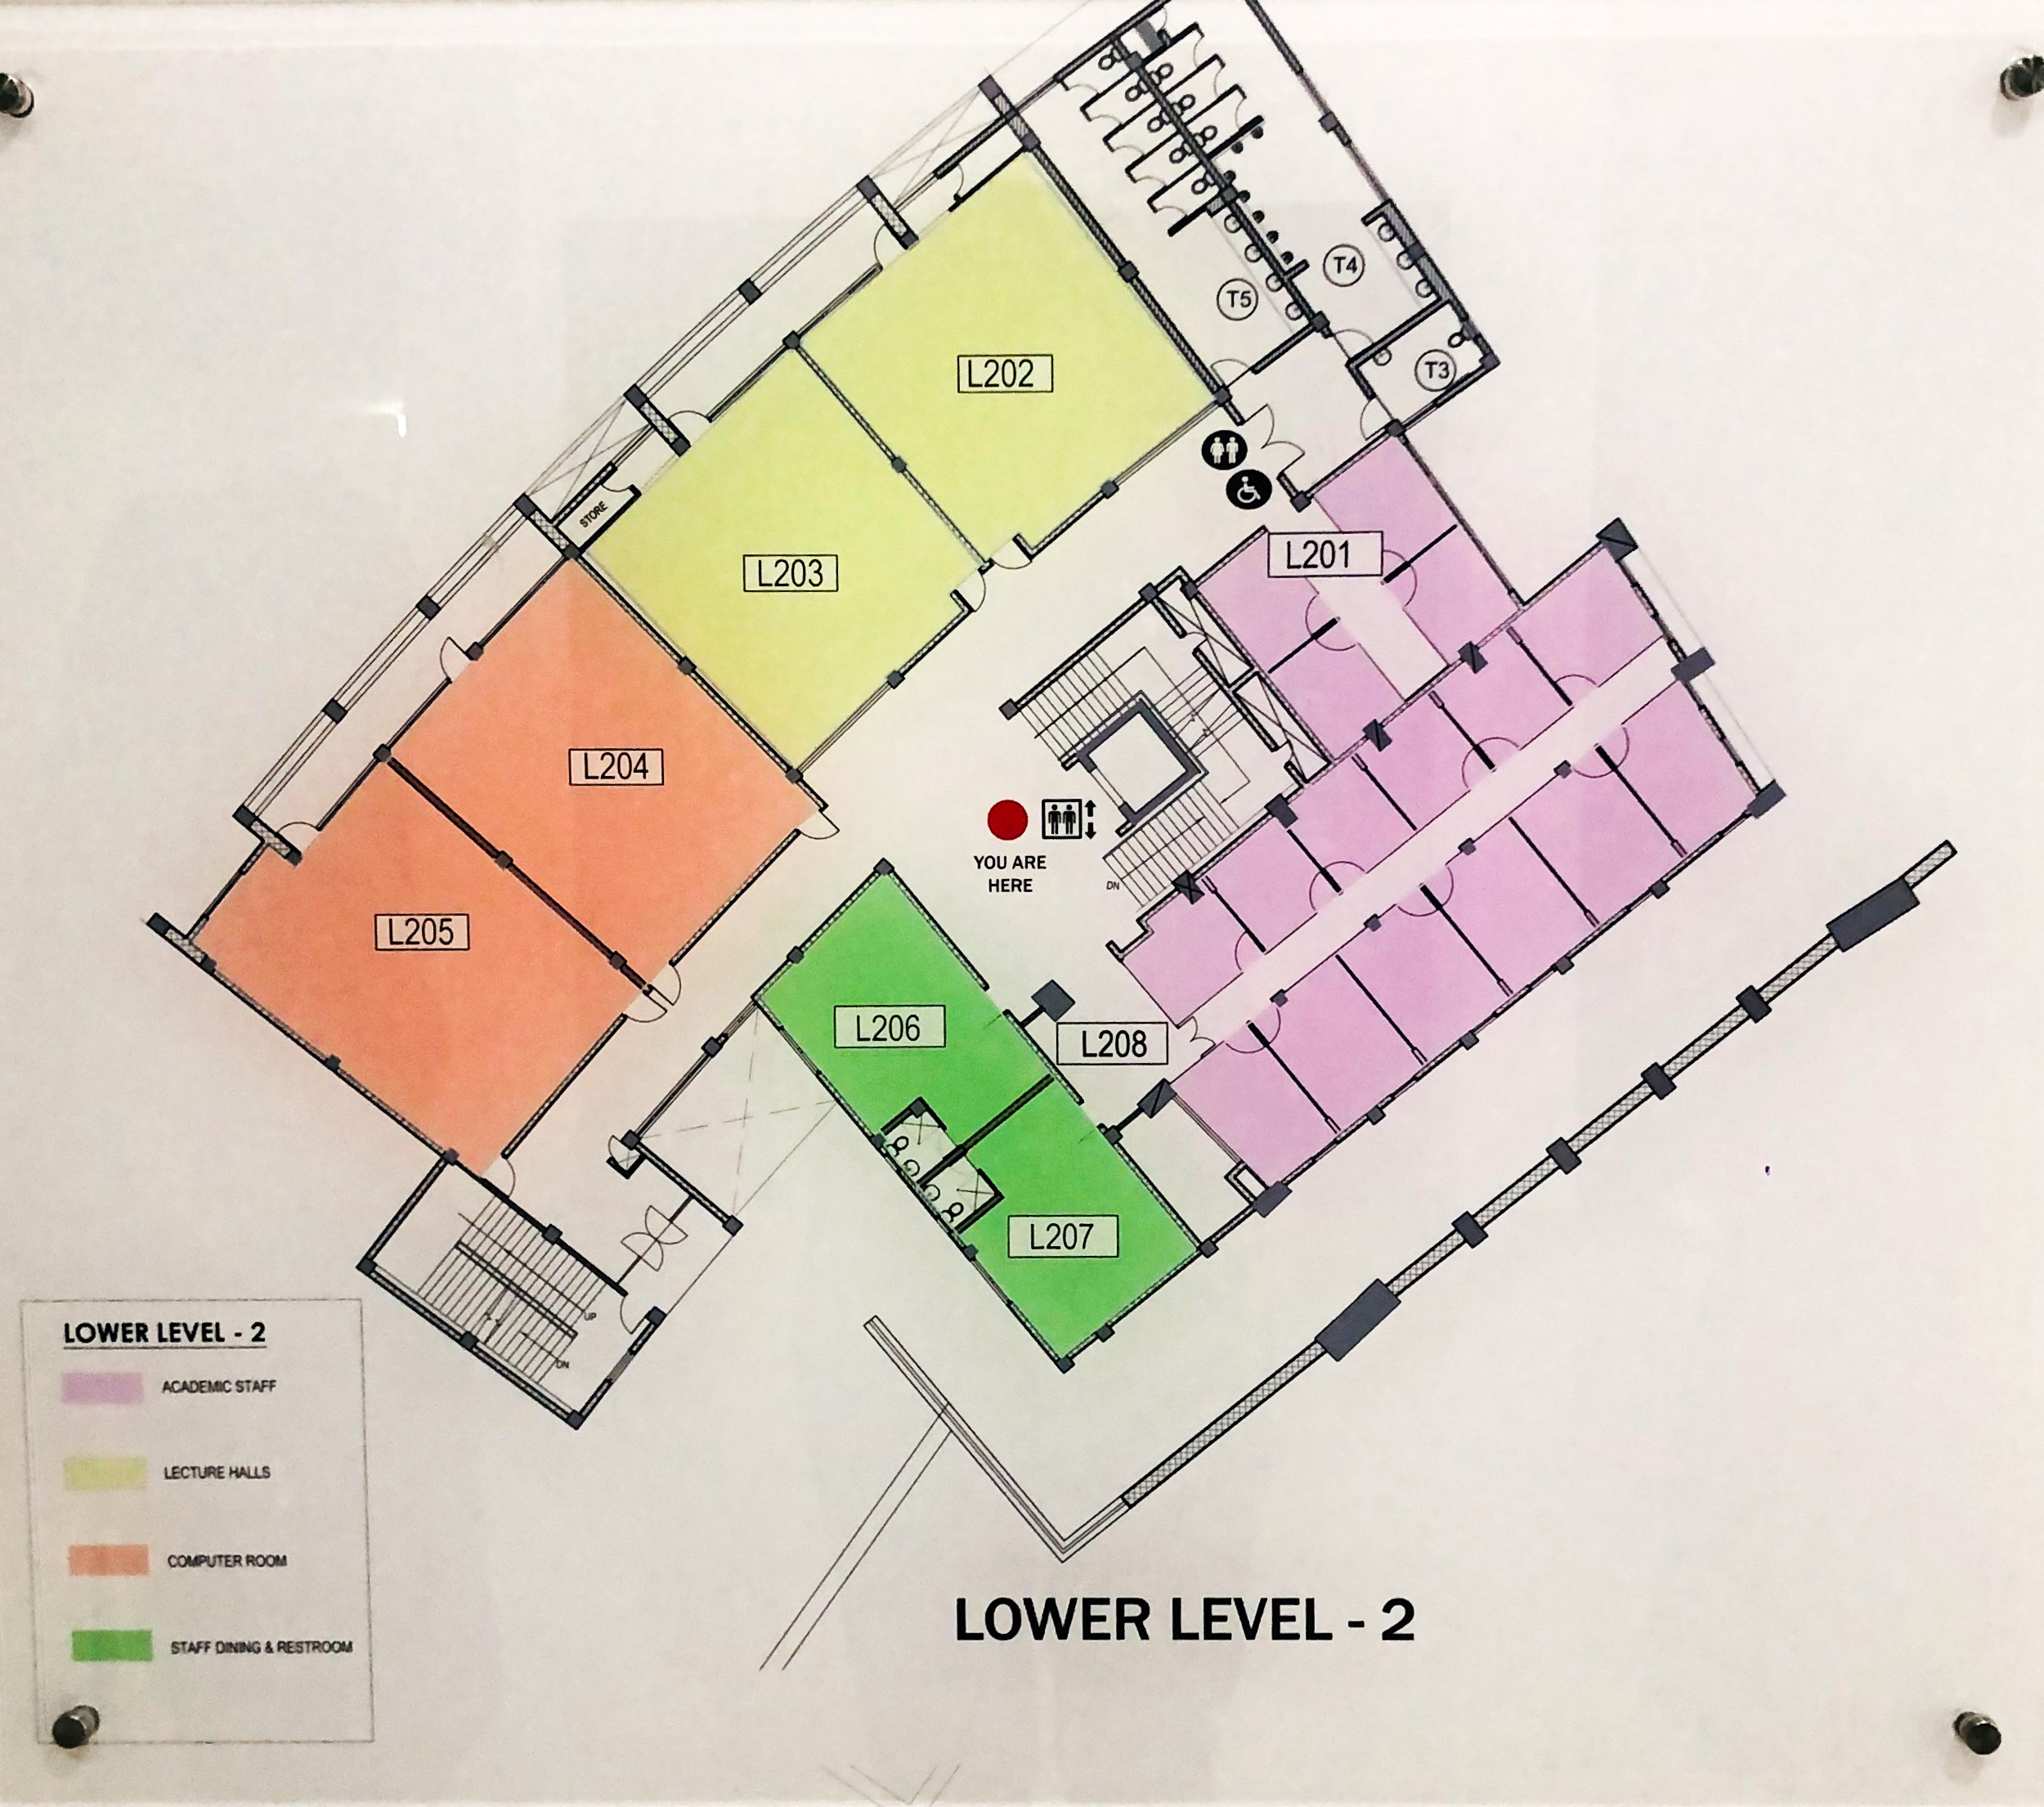 T4
T5
T3
L202
STORE
L201
L203
L204
YOU ARE
HERE
DN
L205
L206
L208
L207
UP
DN
LOWER LEVEL - 2
ACADEMIC STAFF
LECTURE HALLS
COMPUTER ROOM
STAFF DINING & RESTROOM
LOWER LEVEL - 2